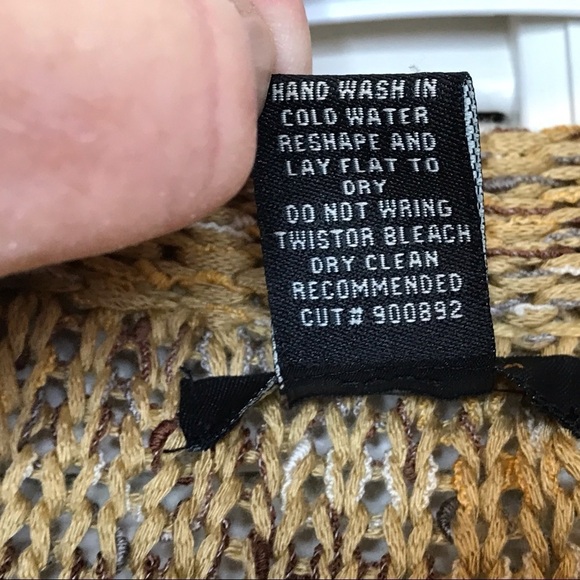 HAND WASH IN
COLD WATER
RESHAPE AND
LAY FLAT TO
DRY
DO NOT WRING
TWISTOR BLEACH
DRY CLEAN
RECOMMENDED
CUT# 900892